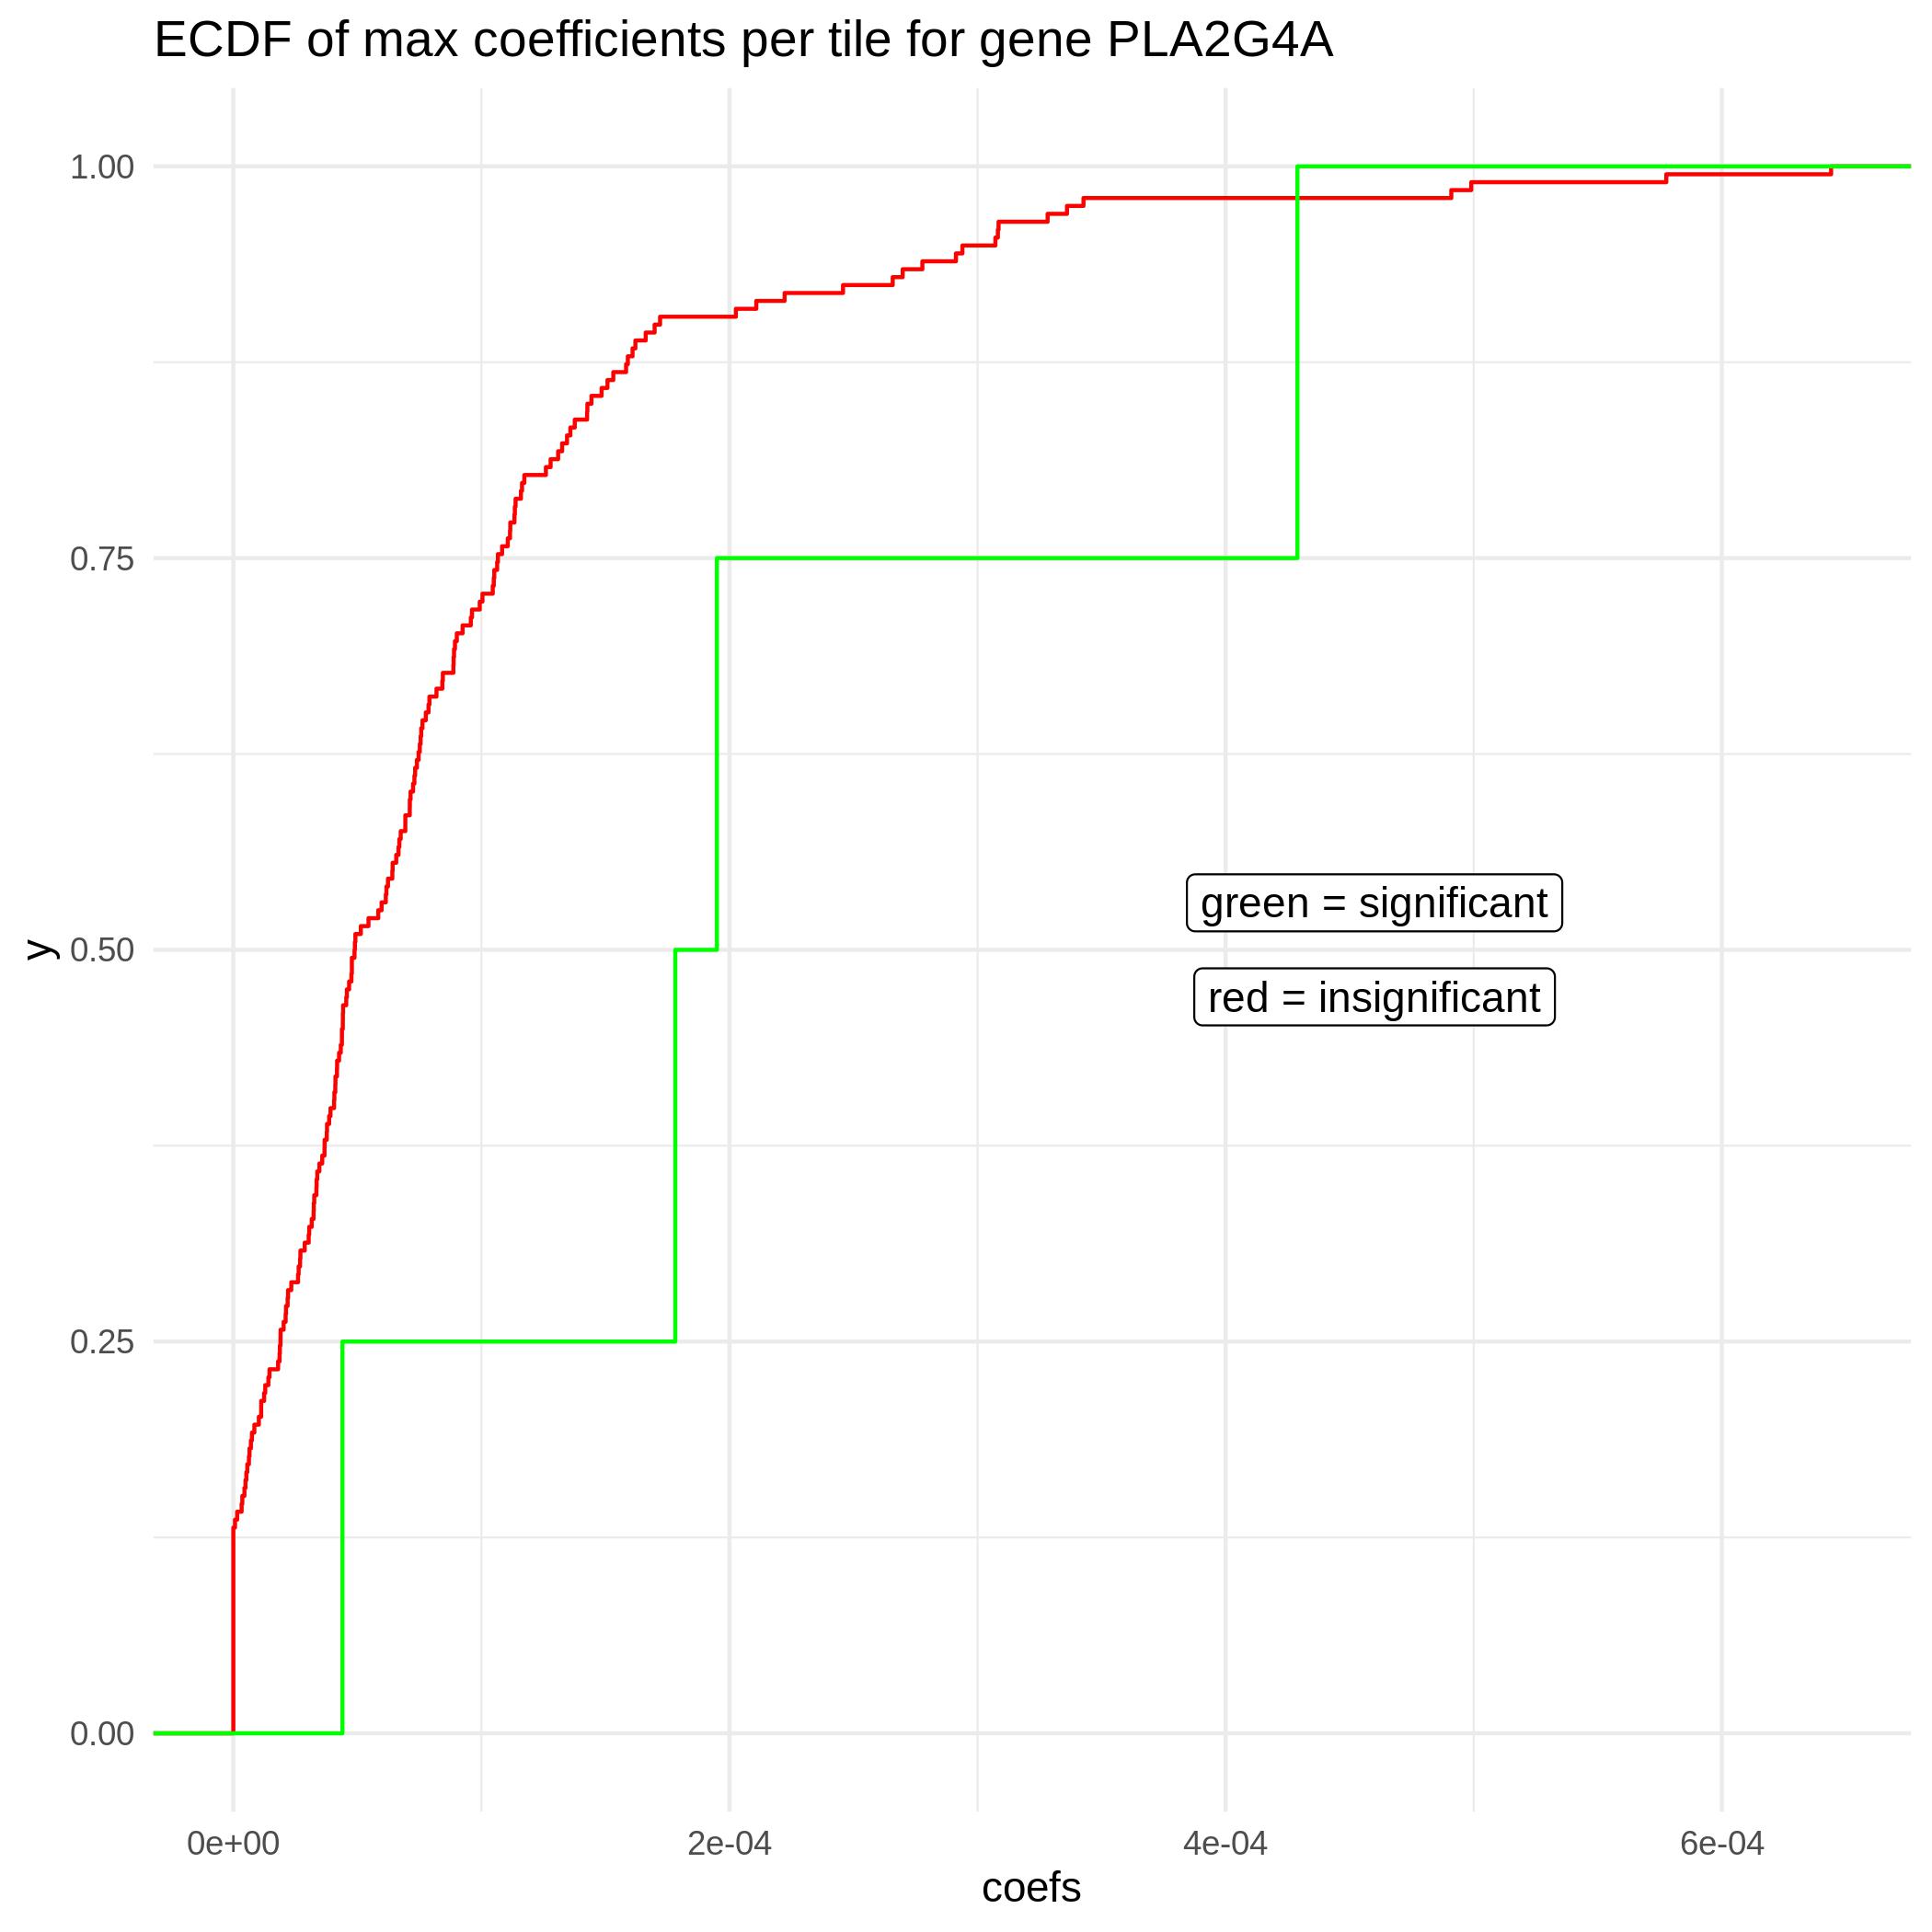 ECDF of max coefficients per tile for gene PLA2G4A
1.00
0.75
0.50
0.25
0.00
y
green = significant
red = insignificant
0e+00
2e-04
4e-04
6e-04
coefs